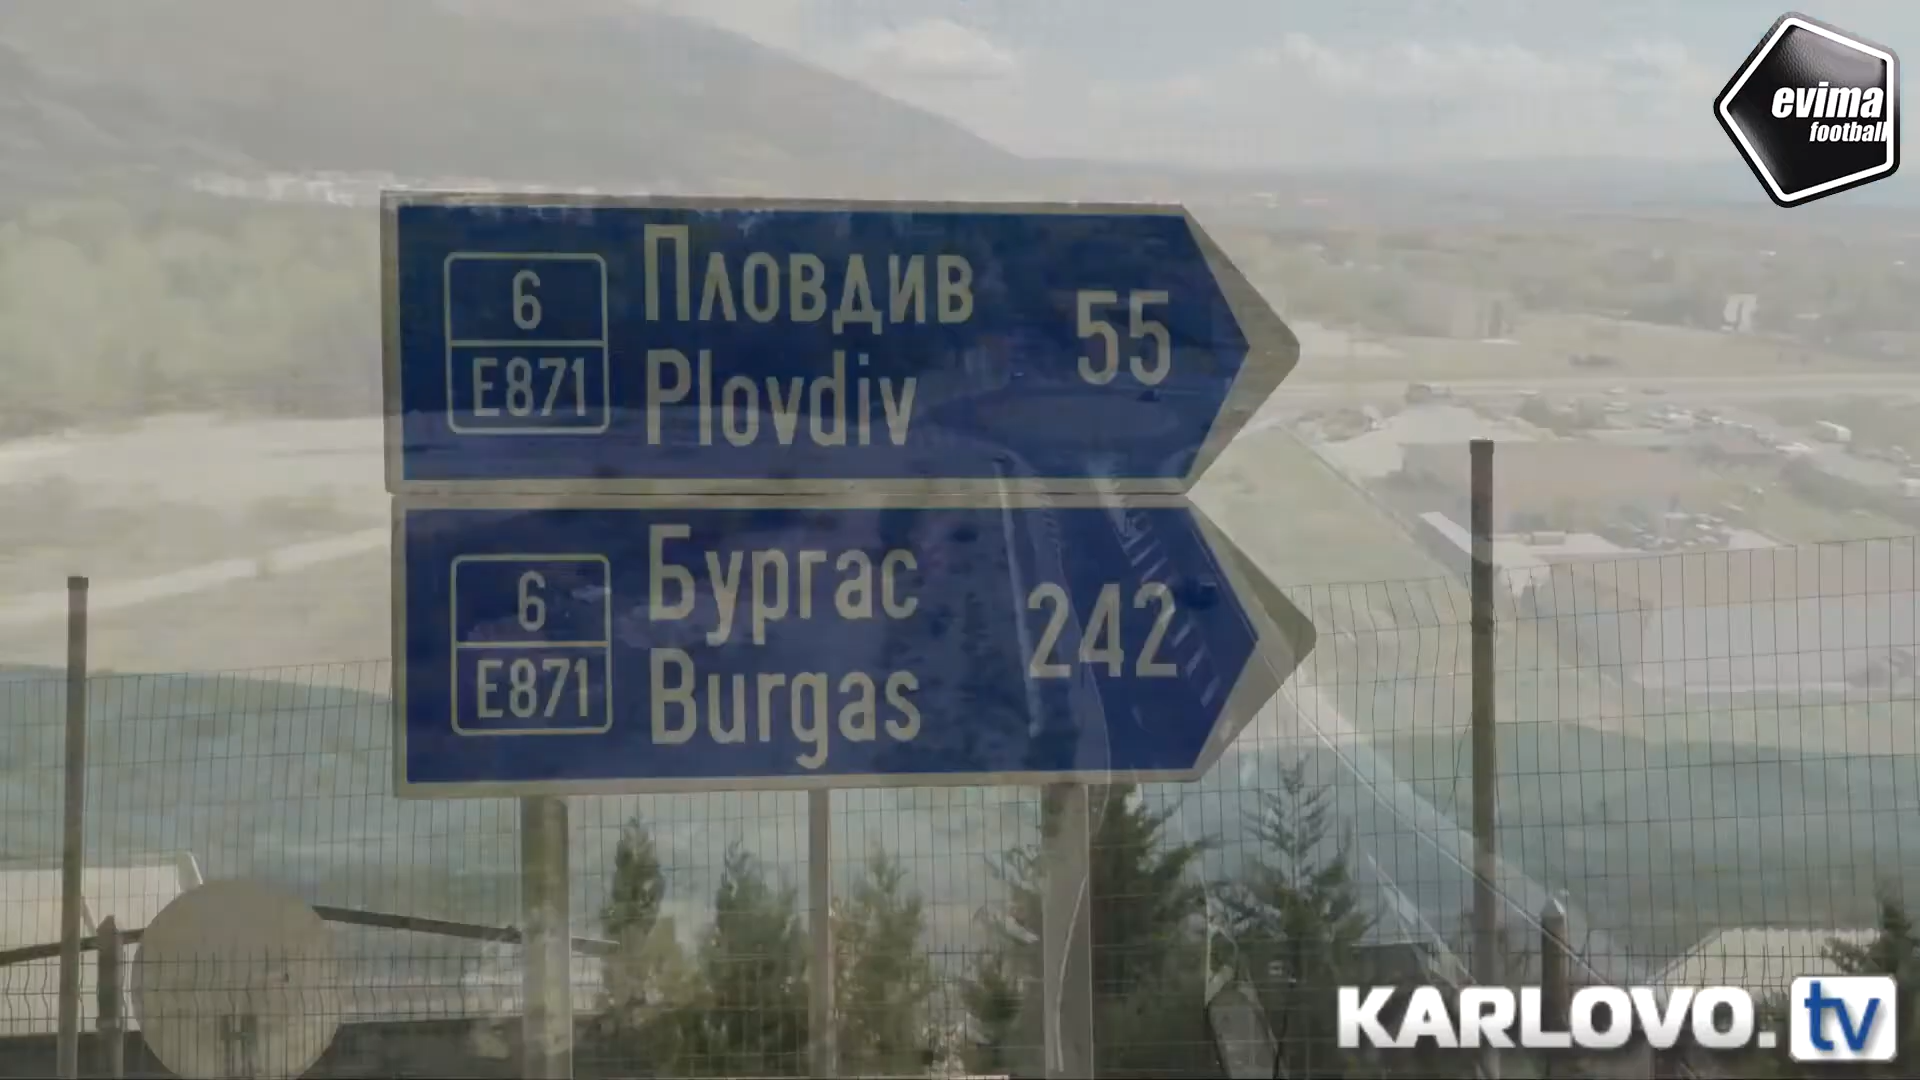 evima
football
6
E871
Пловдив
Plovdiv
55
6
E871
Бургас
Burgas
242
KARLOVO.tv